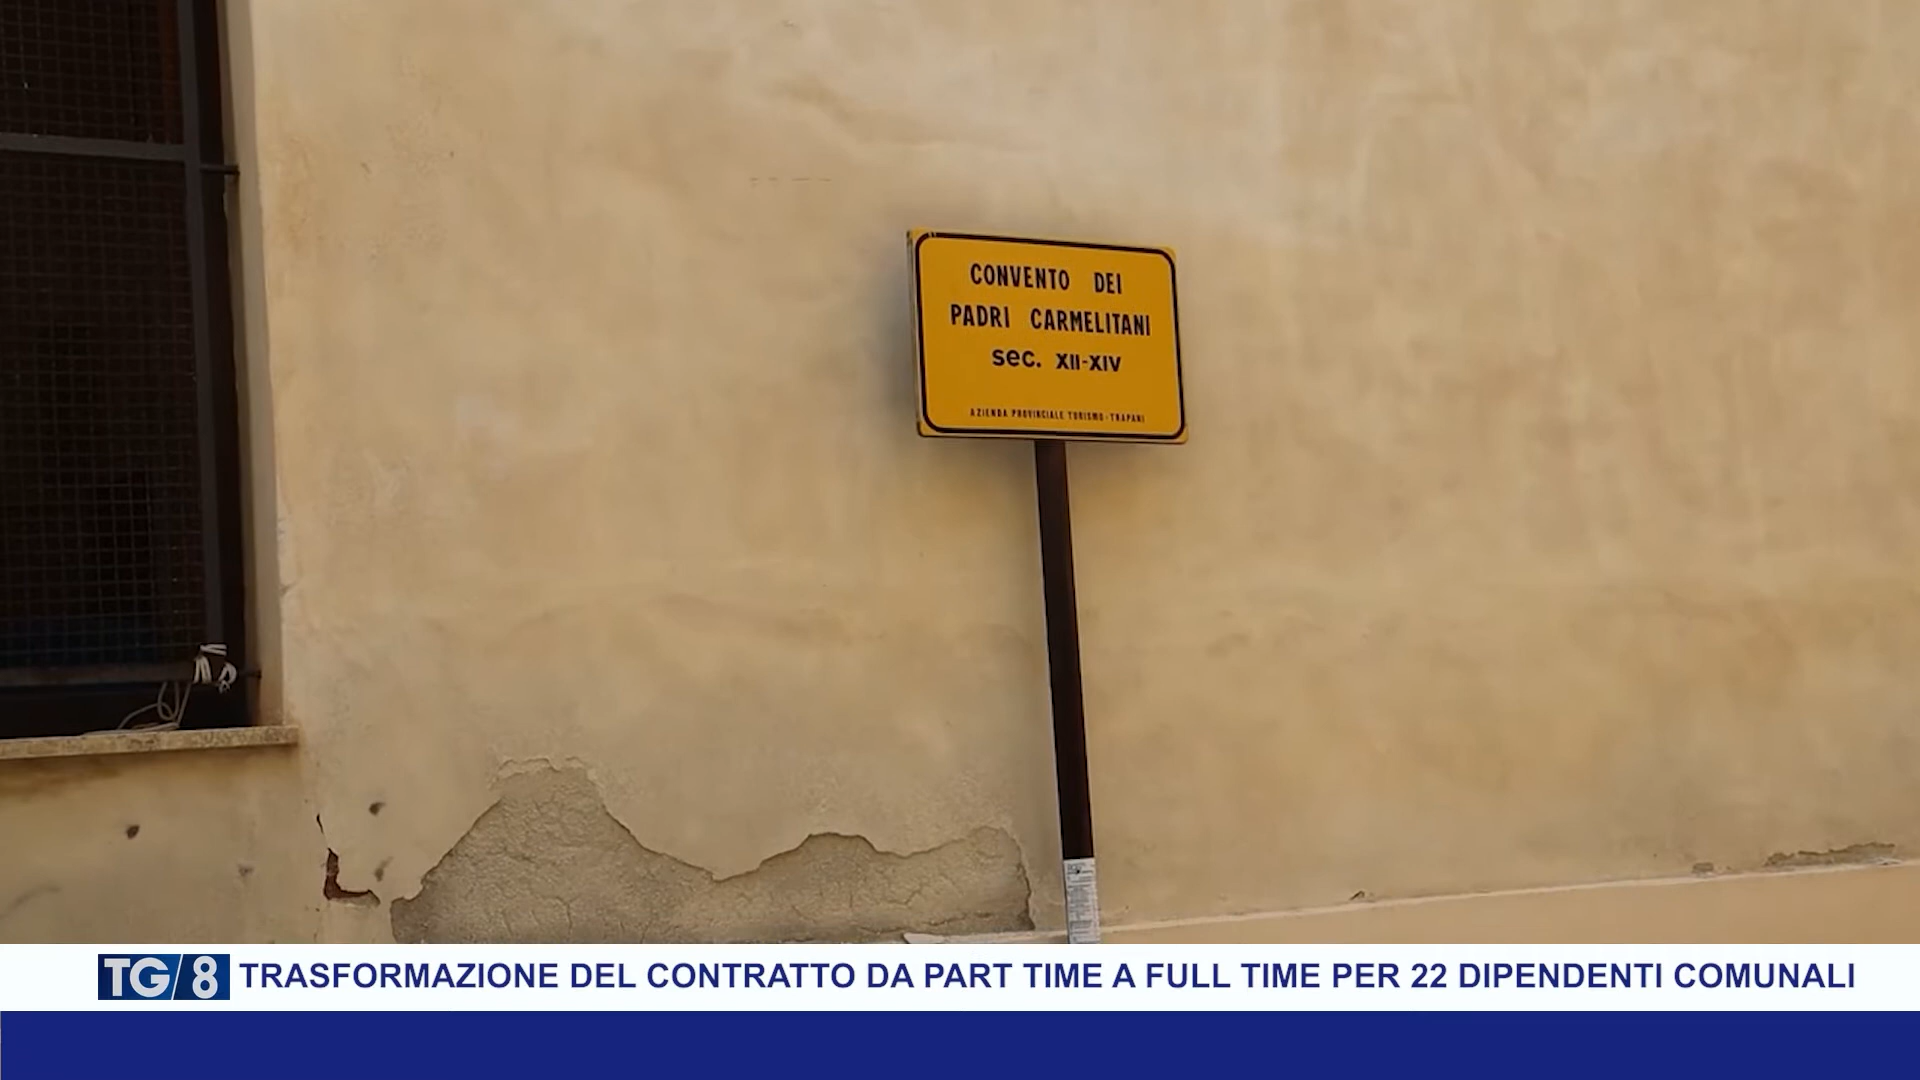 CONVENTO DEI
PADRI CARMELITANI
sec. XII-XIV
AZIENDA PROVINCIALE TURISMO - TRAPANI
TG/8 TRASFORMAZIONE DEL CONTRATTO DA PART TIME A FULL TIME PER 22 DIPENDENTI COMUNALI